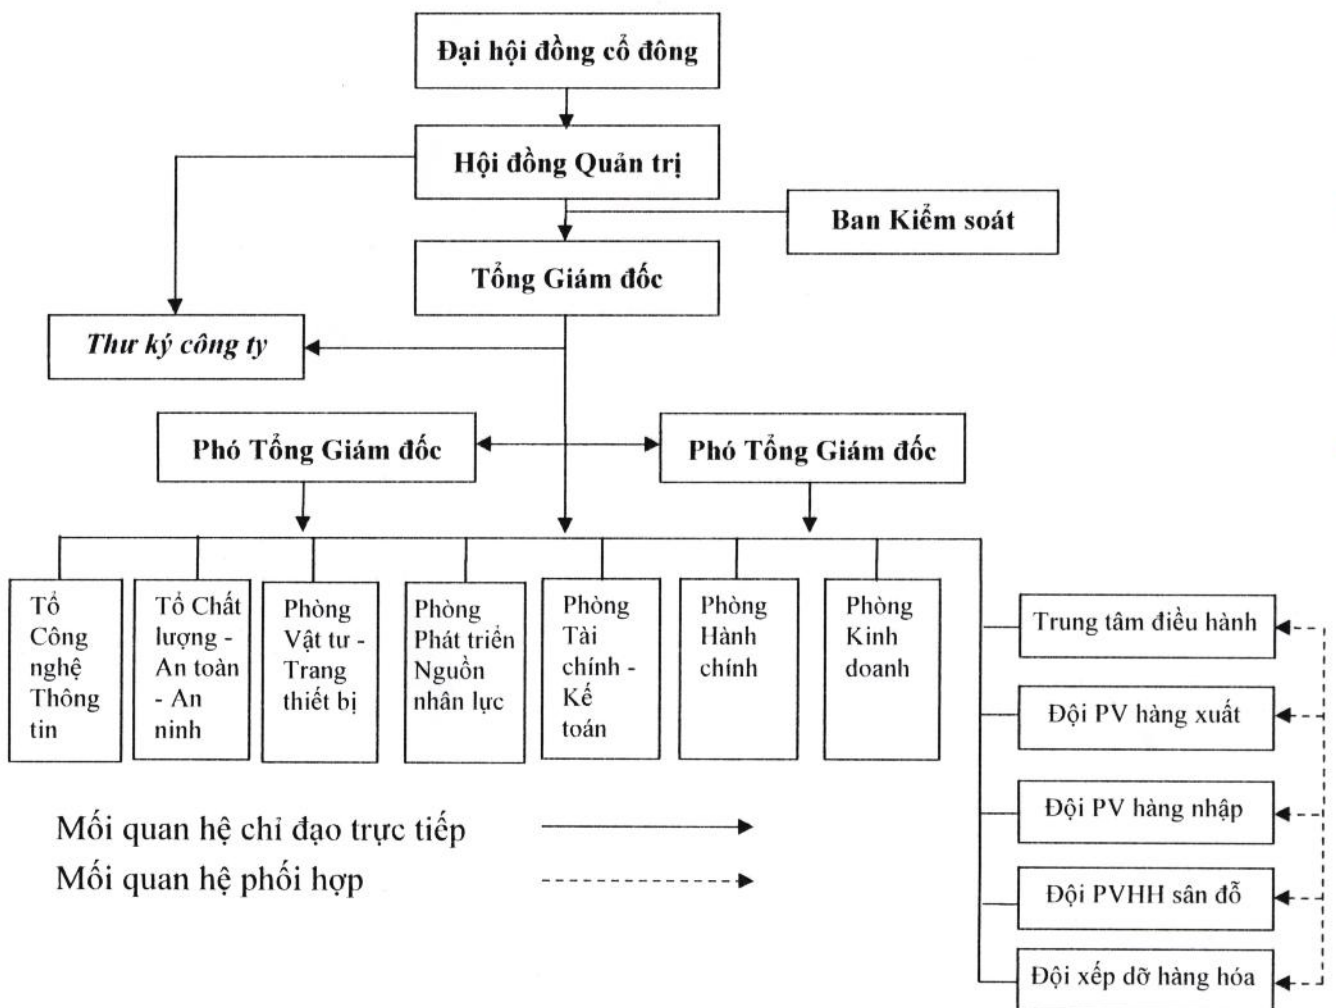 Đại hội đồng cổ đông
Hội đồng Quản trị
Ban Kiểm soát
Tổng Giám đốc
Thư ký công ty
Phó Tổng Giám đốc
Phó Tổng Giám đốc
Tổ
Công
nghệ
Thông
tin
Tổ Chất
lượng -
An toàn
- An
ninh
Phòng
Vật tư -
Trang
thiết bị
Phòng
Phát triển
Nguồn
nhân lực
Phòng
Tài
chính -
Kế
toán
Phòng
Hành
chính
Phòng
Kinh
doanh
Trung tâm điều hành
Đội PV hàng xuất
Đội PV hàng nhập
Đội PVHH sân đỗ
Đội xếp dỡ hàng hóa
Mối quan hệ chỉ đạo trực tiếp
Mối quan hệ phối hợp